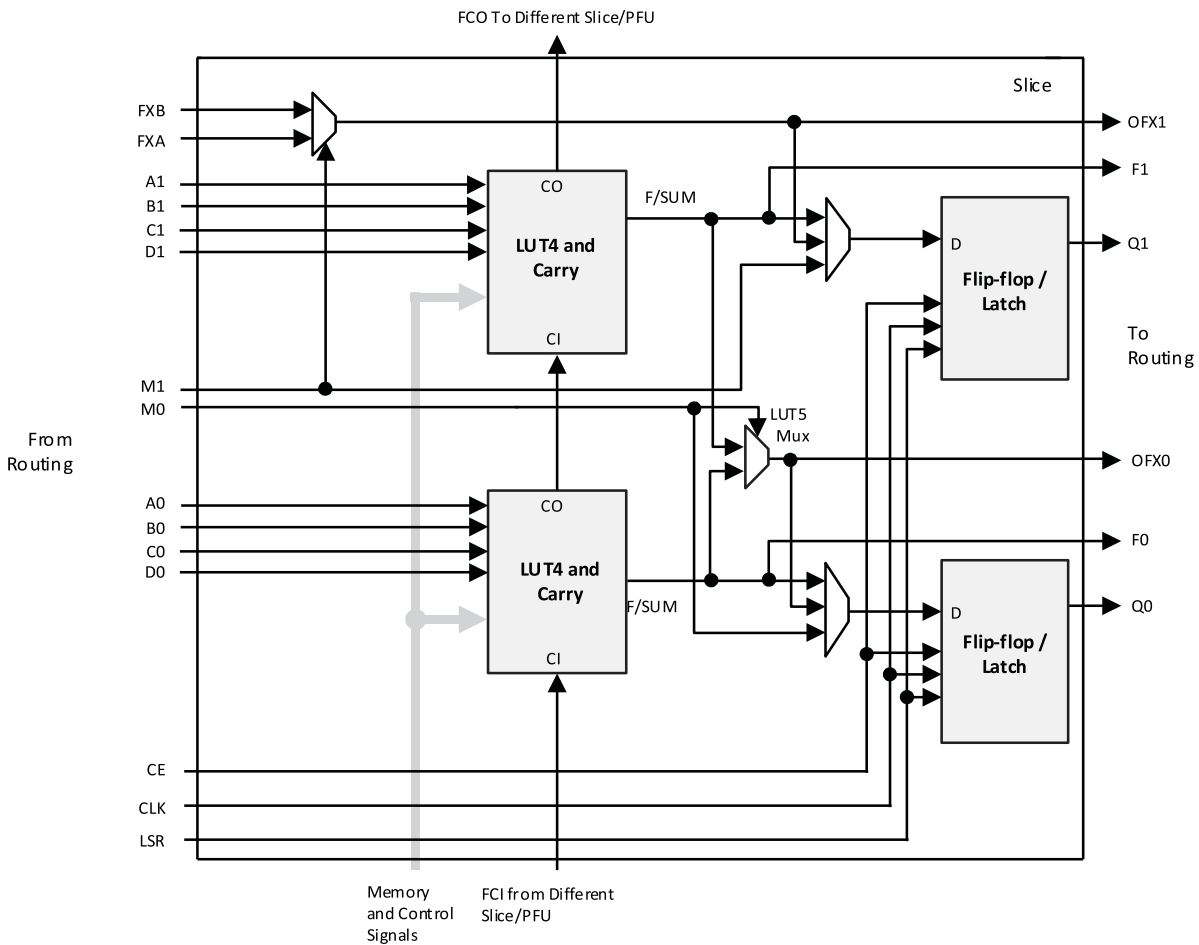 FCO To Different Slice/PFU
Slice
FXB
FXA
OFX1
F1
A1
B1
C1
D1
CO
F/SUM
LUT4 and
Carry
CI
D
Flip-flop /
Latch
Q1
To
Routing
M1
M0
LUT5
Mux
From
Routing
OFX0
A0
B0
C0
D0
CO
LUT4 and
Carry
F/SUM
CI
F0
D
Flip-flop /
Latch
Q0
CE
CLK
LSR
Memory
and Control
Signals
FCI from Different
Slice/PFU